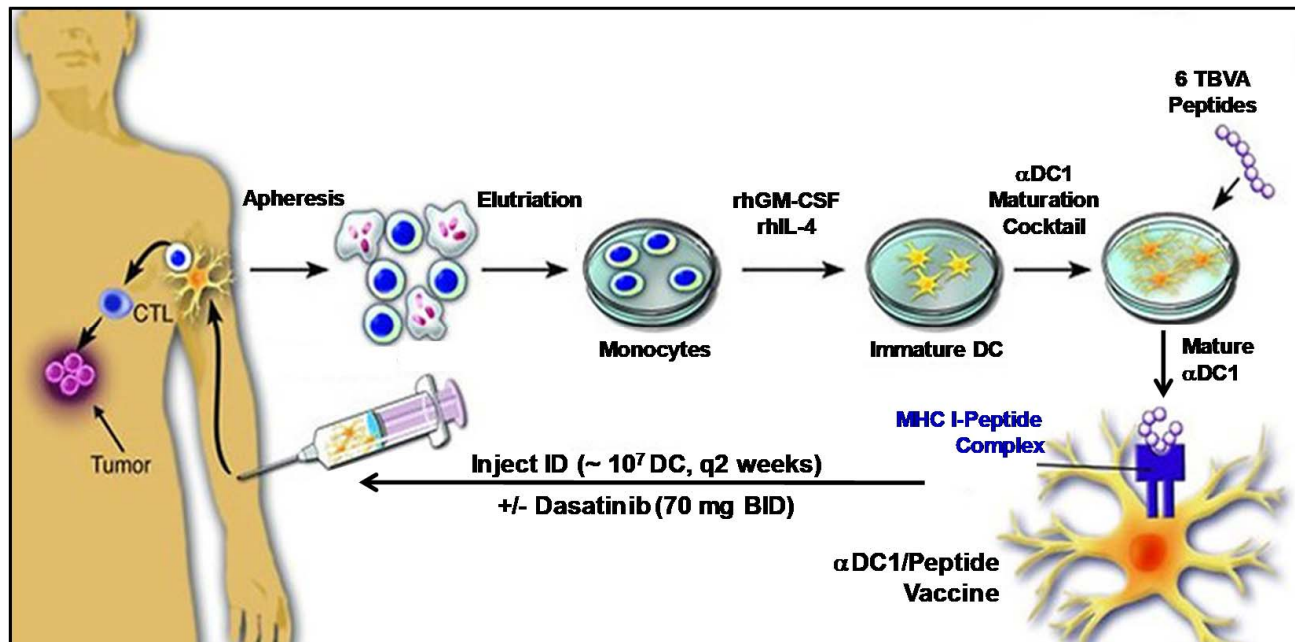 6 TBVA
Peptides
Apheresis
Elutriation
rhGM-CSF
rhIL-4
αDC1
Maturation
Cocktail
CTL
Monocytes
Immature DC
Mature
αDC1
Tumor
MHC I-Peptide
Complex
Inject ID (~ 10⁷ DC, q2 weeks)
+/- Dasatinib (70 mg BID)
αDC1/Peptide
Vaccine